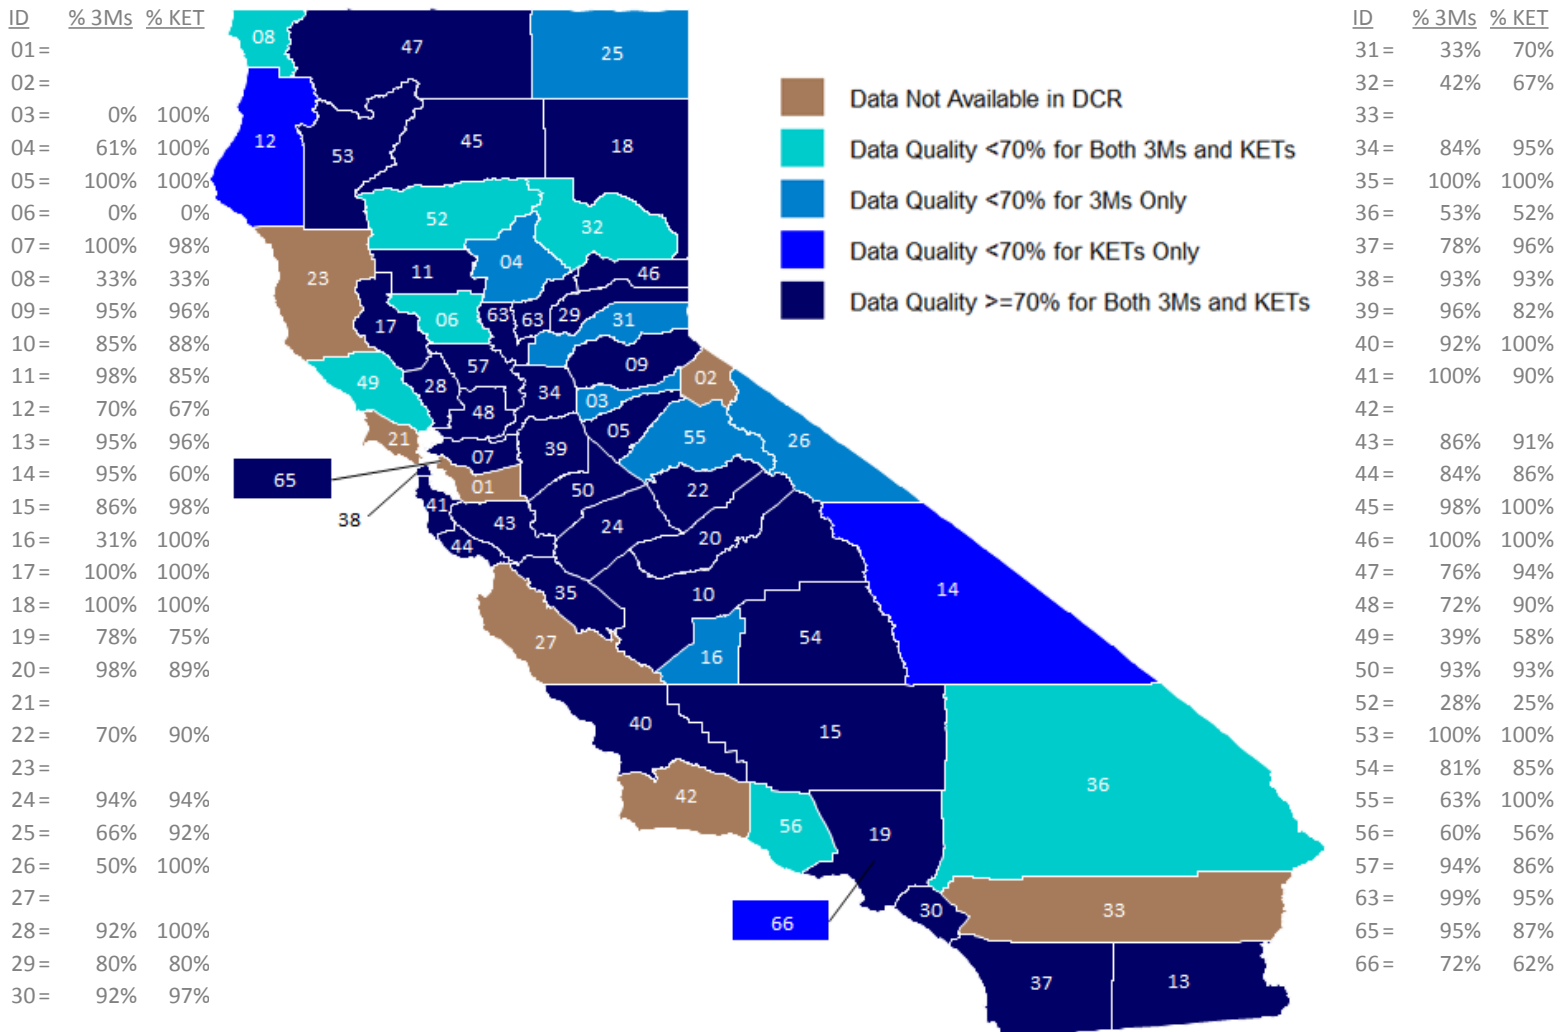 ID % 3Ms % KET
01 =
02 =
03 = 0% 100%
04 = 61% 100%
05 = 100% 100%
06 = 0% 0%
07 = 100% 98%
08 = 33% 33%
09 = 95% 96%
10 = 85% 88%
11 = 98% 85%
12 = 70% 67%
13 = 95% 96%
14 = 95% 60%
15 = 86% 98%
16 = 31% 100%
17 = 100% 100%
18 = 100% 100%
19 = 78% 75%
20 = 98% 89%
21 =
22 = 70% 90%
23 =
24 = 94% 94%
25 = 66% 92%
26 = 50% 100%
27 =
28 = 92% 100%
29 = 80% 80%
30 = 92% 97%
08
47
25
12
53
45
18
52
32
23
11
04
46
17
06
63
63
29
31
49
28
57
34
09
02
48
03
05
55
26
21
07
39
65
01
50
22
38
41
43
24
20
44
35
10
14
27
16
54
40
15
42
56
19
36
66
30
33
37
13
Data Not Available in DCR
Data Quality <70% for Both 3Ms and KETs
Data Quality <70% for 3Ms Only
Data Quality <70% for KETs Only
Data Quality >=70% for Both 3Ms and KETs
ID % 3Ms % KET
31 = 33% 70%
32 = 42% 67%
33 =
34 = 84% 95%
35 = 100% 100%
36 = 53% 52%
37 = 78% 96%
38 = 93% 93%
39 = 96% 82%
40 = 92% 100%
41 = 100% 90%
42 =
43 = 86% 91%
44 = 84% 86%
45 = 98% 100%
46 = 100% 100%
47 = 76% 94%
48 = 72% 90%
49 = 39% 58%
50 = 93% 93%
52 = 28% 25%
53 = 100% 100%
54 = 81% 85%
55 = 63% 100%
56 = 60% 56%
57 = 94% 86%
63 = 99% 95%
65 = 95% 87%
66 = 72% 62%